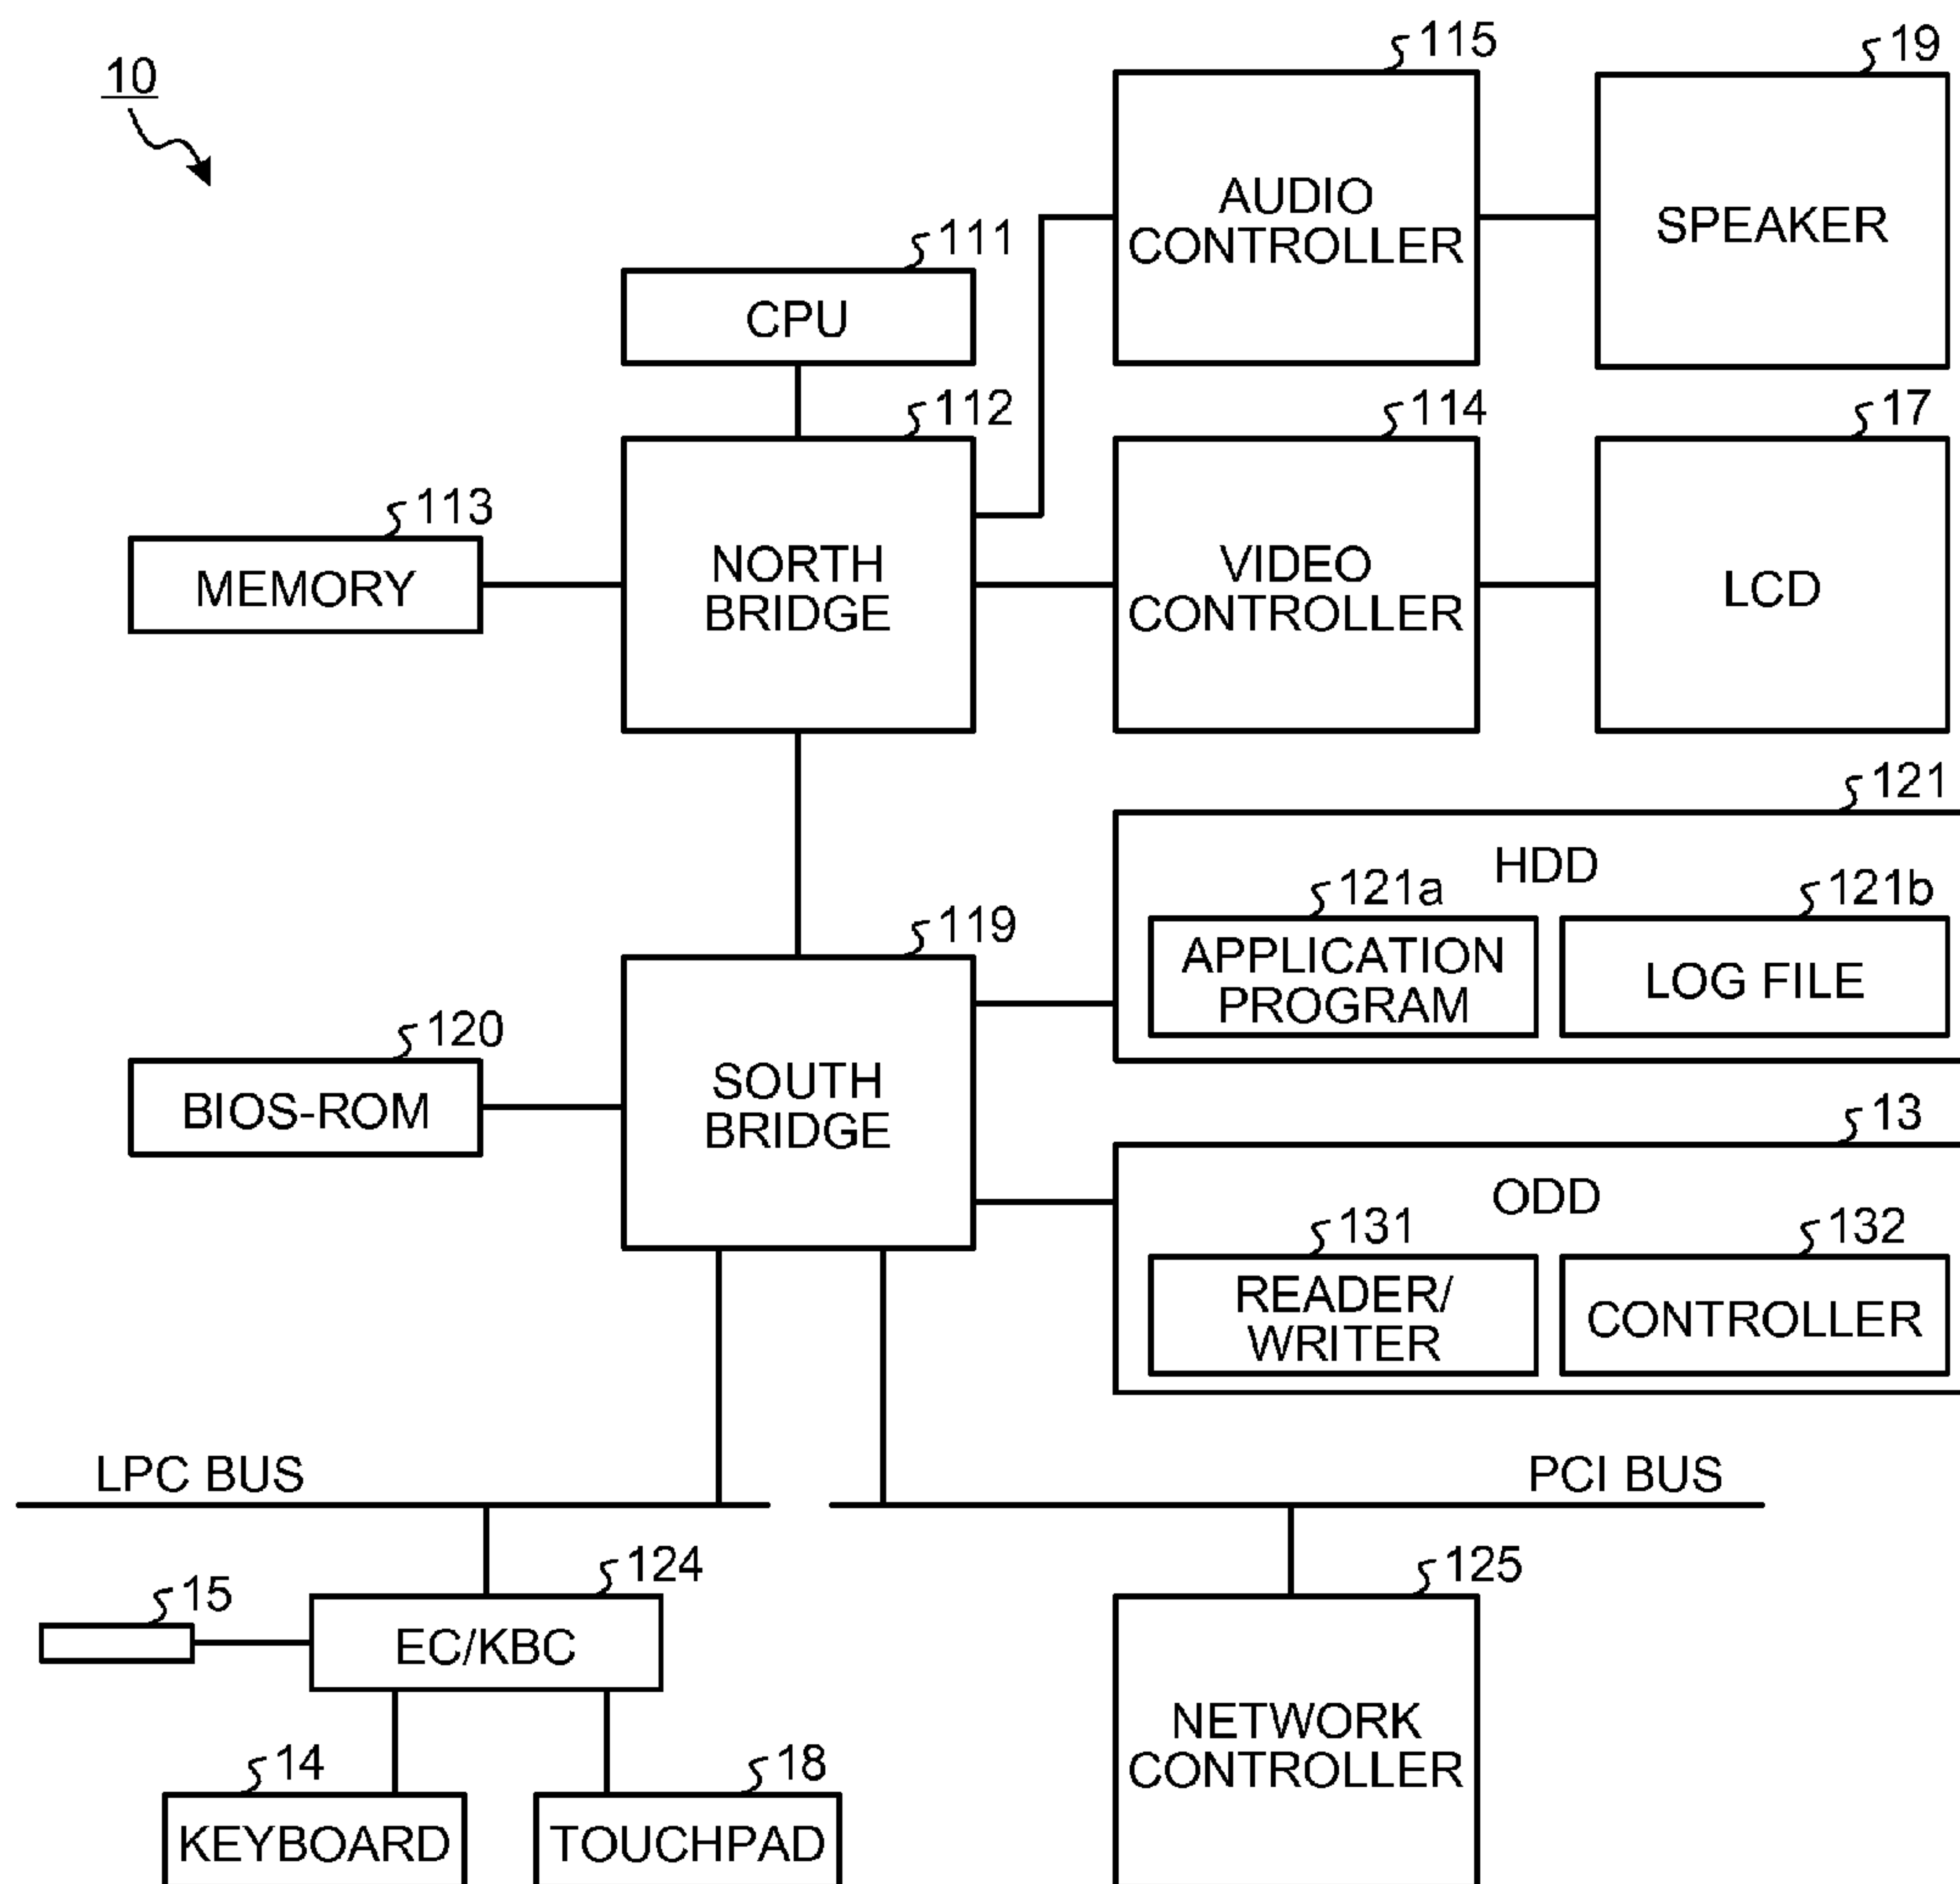 10
115
19
AUDIO
CONTROLLER
SPEAKER
111
CPU
112
114
17
113
MEMORY
NORTH
BRIDGE
VIDEO
CONTROLLER
LCD
121
HDD
121a
121b
APPLICATION
PROGRAM
LOG FILE
119
SOUTH
BRIDGE
120
BIOS-ROM
13
ODD
131
132
READER/
WRITER
CONTROLLER
LPC BUS
PCI BUS
15
124
EC/KBC
125
NETWORK
CONTROLLER
14
KEYBOARD
18
TOUCHPAD